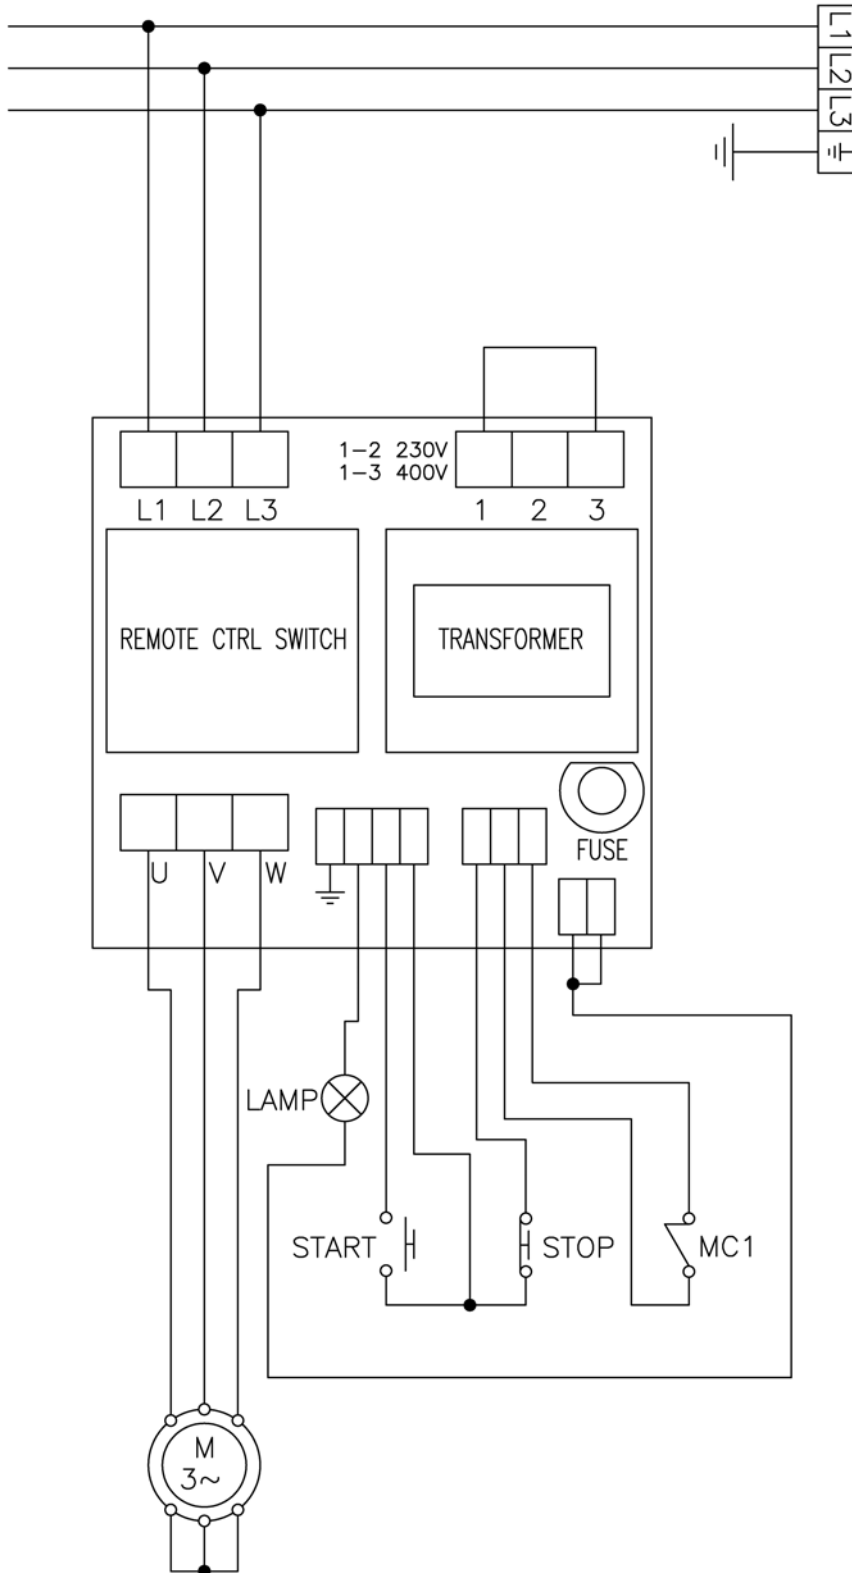 L1
L2
L3
1-2 230V
1-3 400V
L1 L2 L3
1 2 3
REMOTE CTRL SWITCH
TRANSFORMER
FUSE
U V W
LAMP
START
STOP
MC1
M
3~